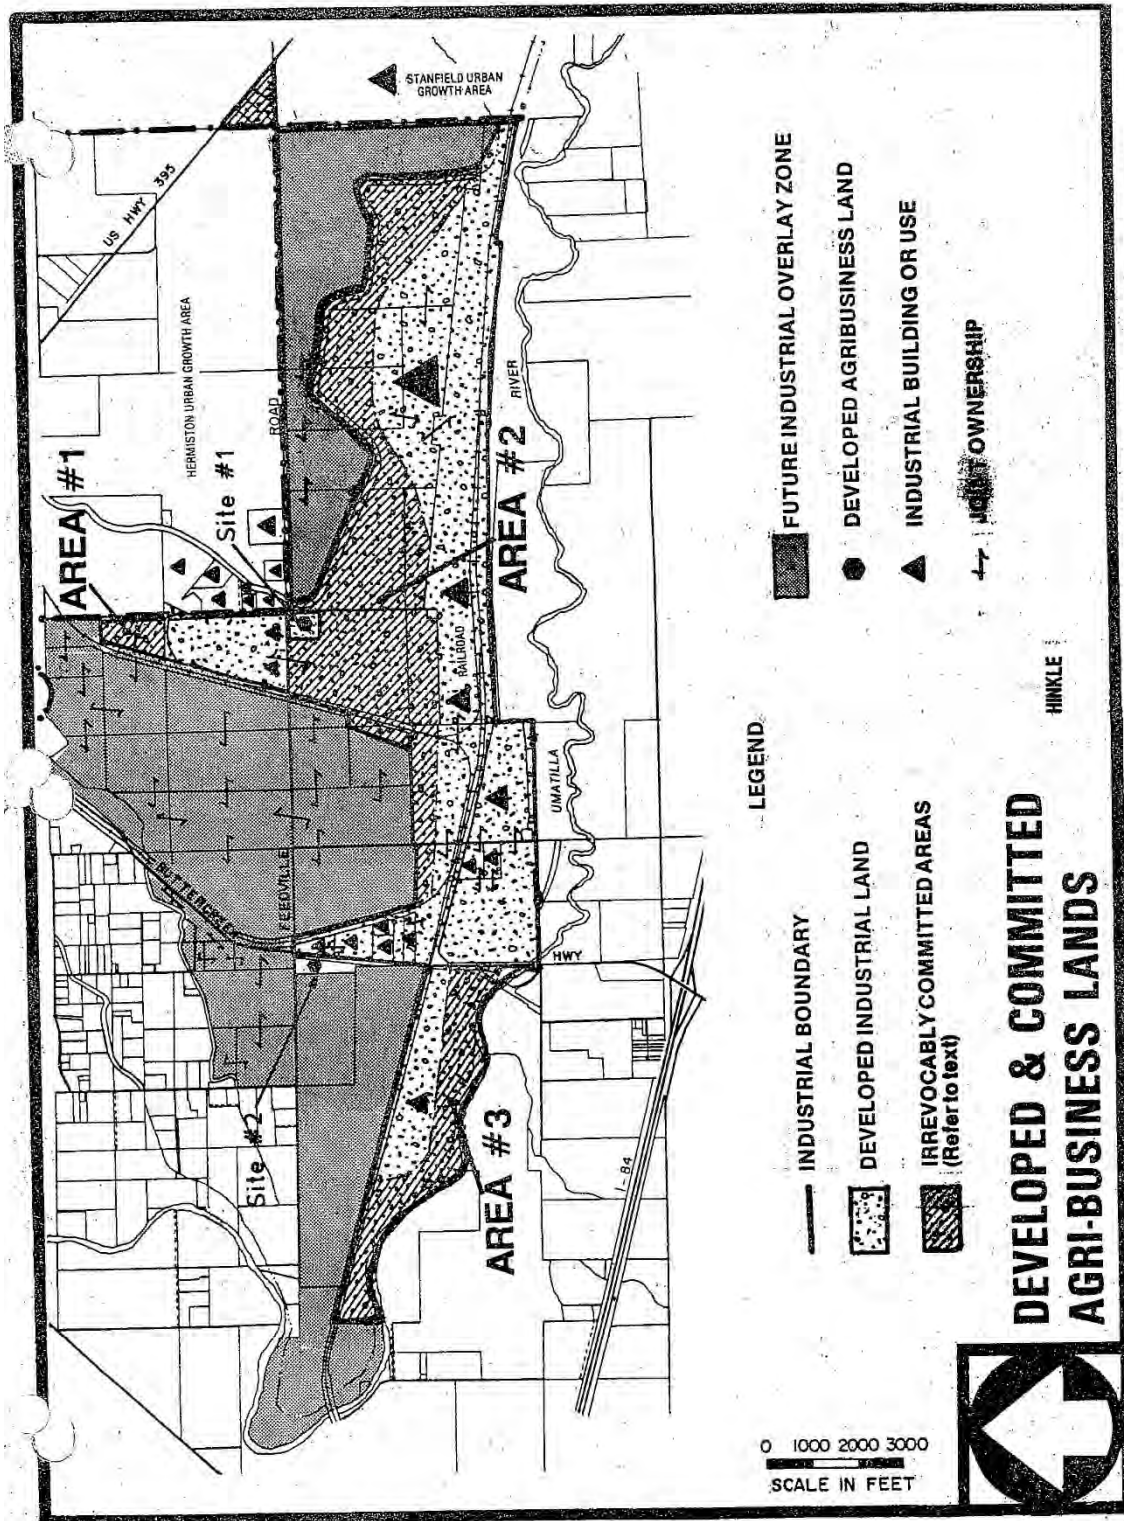 STANFIELD URBAN
GROWTH AREA
US HWY 395
HERMISTON URBAN GROWTH AREA
AREA #1
Site #1
ROAD
AREA #2
RIVER
RAILROAD
UMATILLA
BUTTERCREEK
FEEDVILLE
HWY
Site #2
AREA #3
I-84
LEGEND
INDUSTRIAL BOUNDARY
DEVELOPED INDUSTRIAL LAND
IRREVOCABLY COMMITTED AREAS
(Refer to text)
FUTURE INDUSTRIAL OVERLAY ZONE
DEVELOPED AGRIBUSINESS LAND
INDUSTRIAL BUILDING OR USE
JOINT OWNERSHIP
HINKLE
DEVELOPED & COMMITTED
AGRI-BUSINESS LANDS
0 1000 2000 3000
SCALE IN FEET